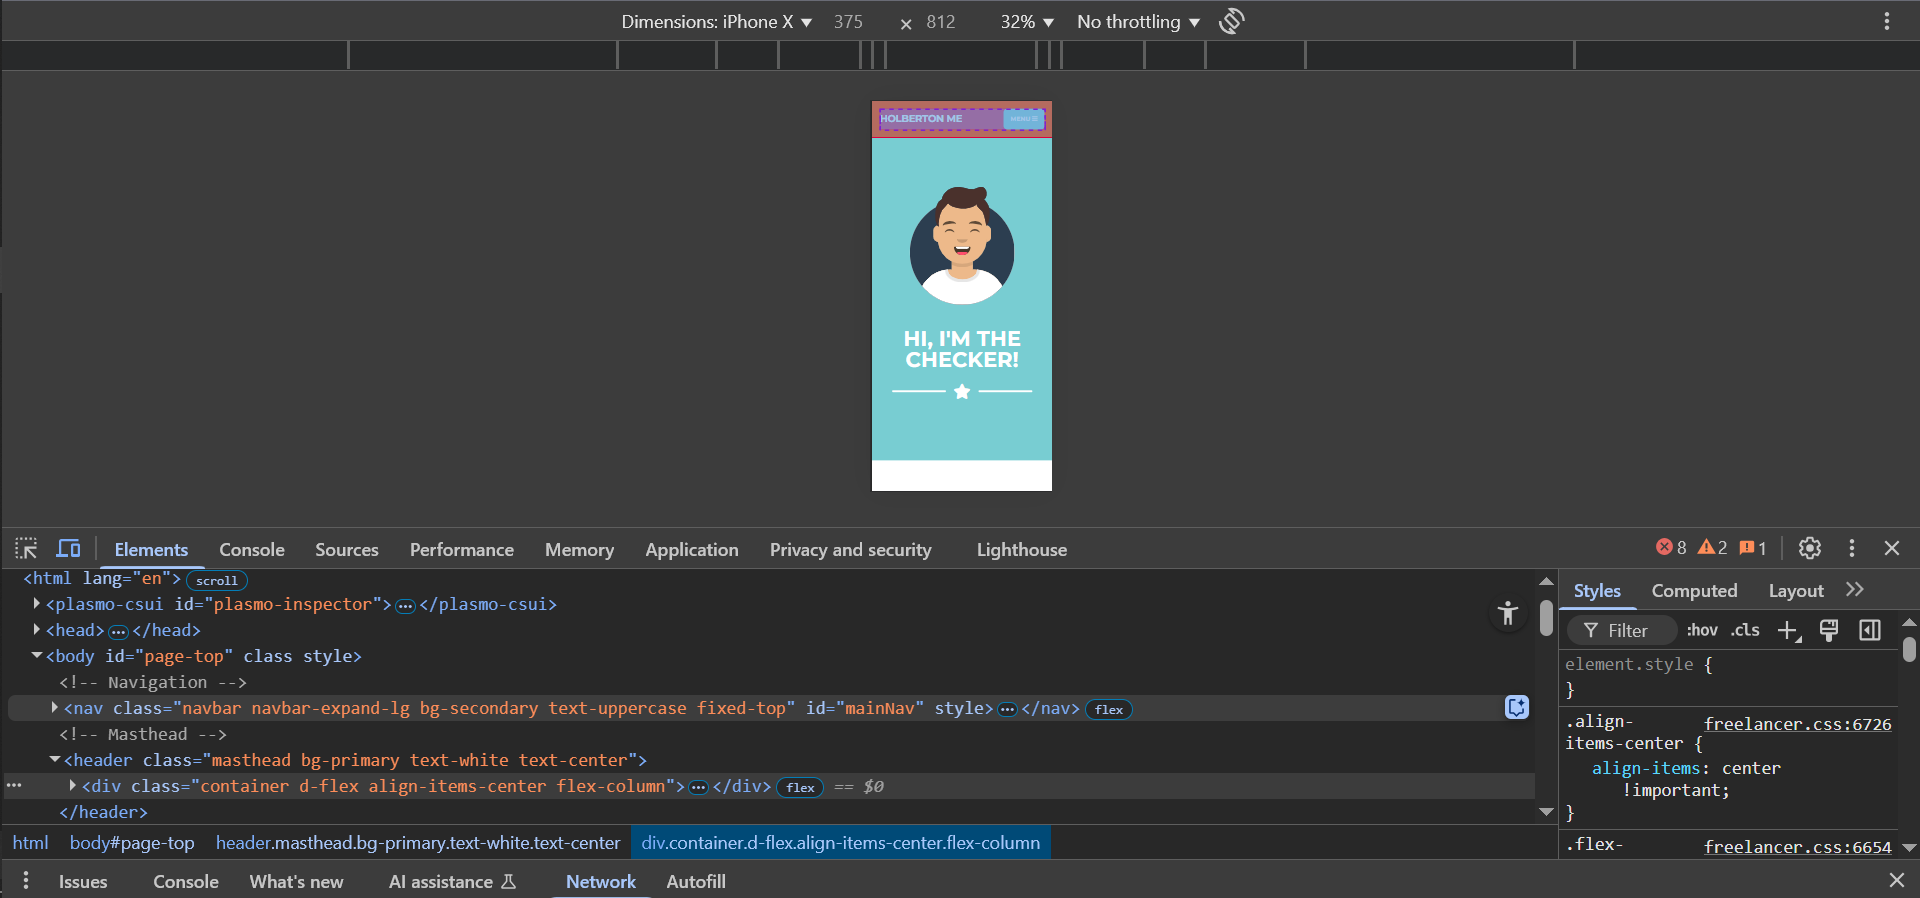 Dimensions: iPhone X ▼ 375 × 812 32% ▼ No throttling ▼
HOLBERTON ME MENU ☰
HI, I'M THE
CHECKER!
Elements Console Sources Performance Memory Application Privacy and security Lighthouse 8 2 1
<html lang="en"> scroll
<plasmo-csui id="plasmo-inspector">…</plasmo-csui>
<head>…</head>
<body id="page-top" class style>
<!-- Navigation -->
<nav class="navbar navbar-expand-lg bg-secondary text-uppercase fixed-top" id="mainNav" style>…</nav> flex
<!-- Masthead -->
<header class="masthead bg-primary text-white text-center">
… <div class="container d-flex align-items-center flex-column">…</div> flex == $0
</header>
html body#page-top header.masthead.bg-primary.text-white.text-center div.container.d-flex.align-items-center.flex-column
Styles Computed Layout >>
Filter :hov .cls +
element.style {
}
.align- freelancer.css:6726
items-center {
align-items: center
!important;
}
.flex- freelancer.css:6654
Issues Console What's new AI assistance Network Autofill